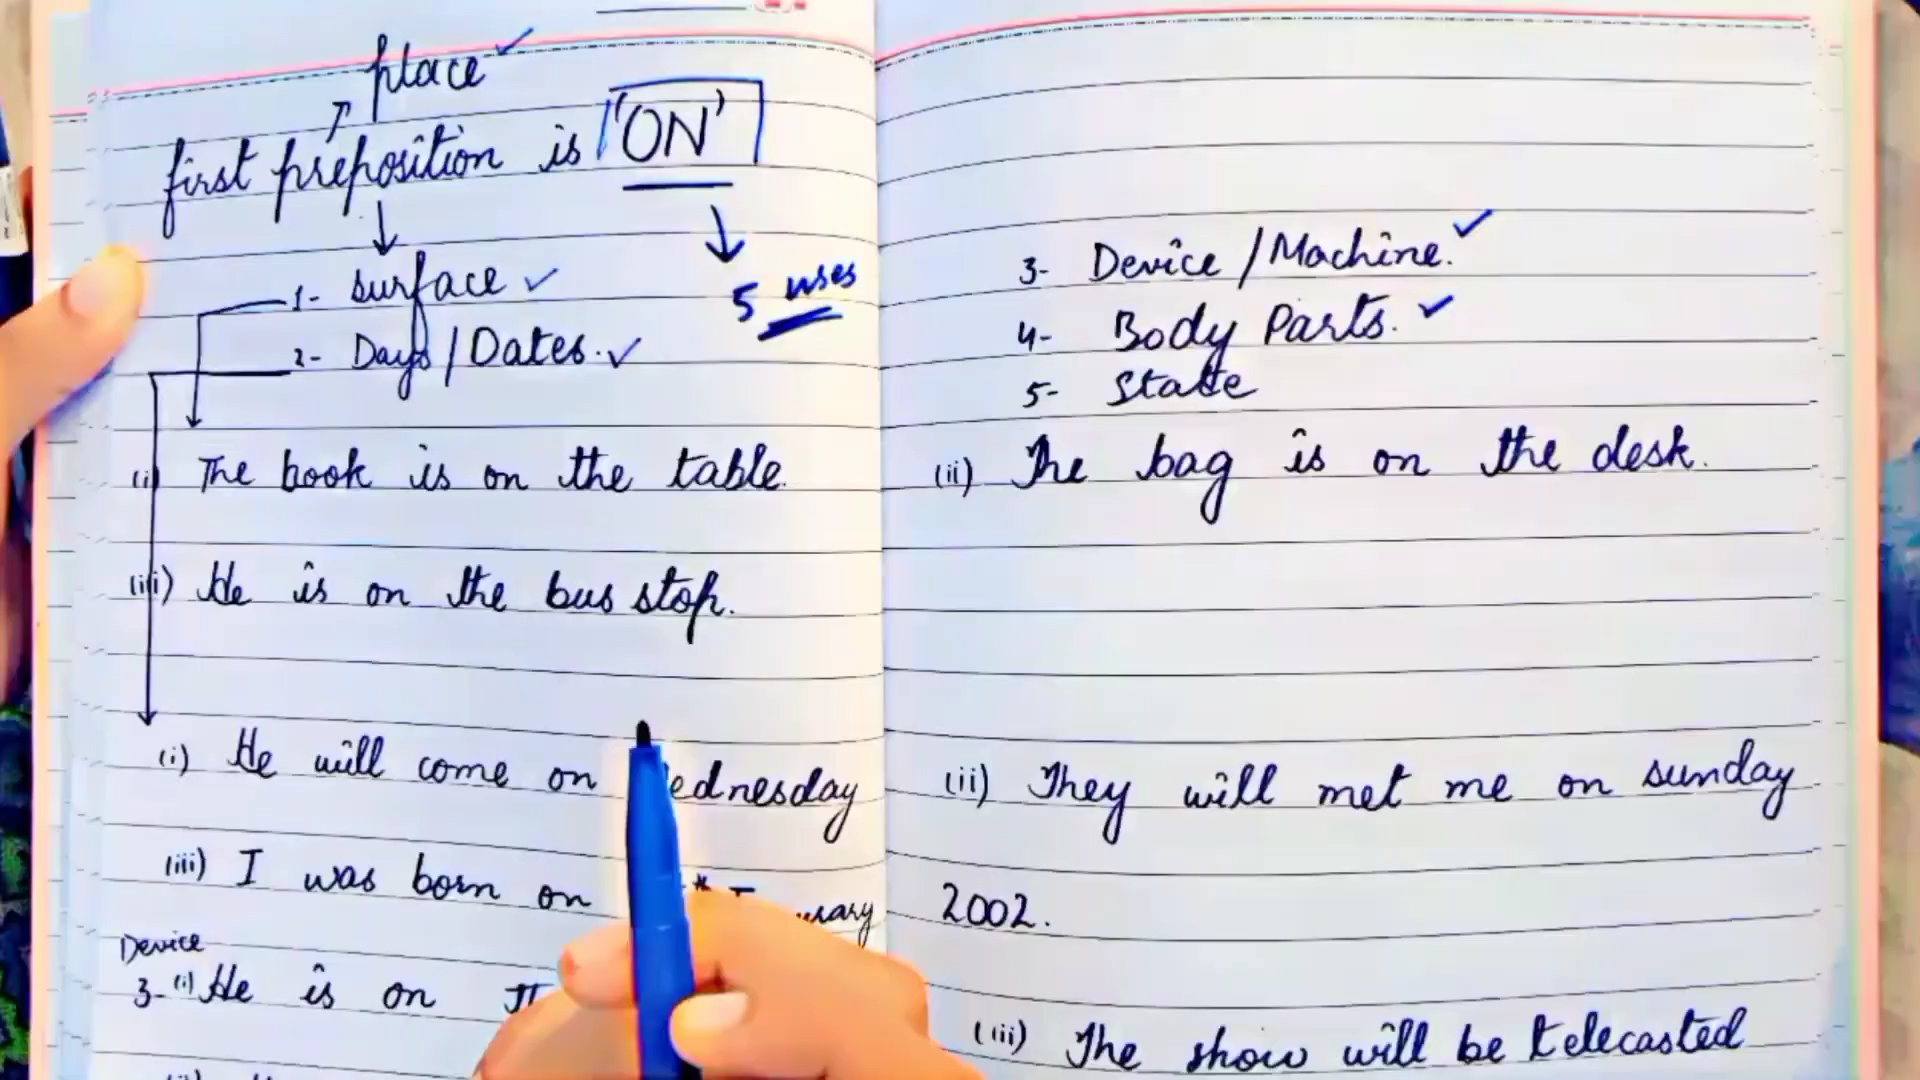 place
first preposition is 'ON'
1- surface
5 uses
2- Days / Dates.
(i) The book is on the table.
(iii) He is on the bus stop.
(i) He will come on
(iii) I was born on
Device
3- (i) He is on
3- Device / Machine.
4- Body Parts.
5- State
(ii) The bag is on the desk.
(ii) They will met me on sunday
2002.
(iii) The show will be telecasted